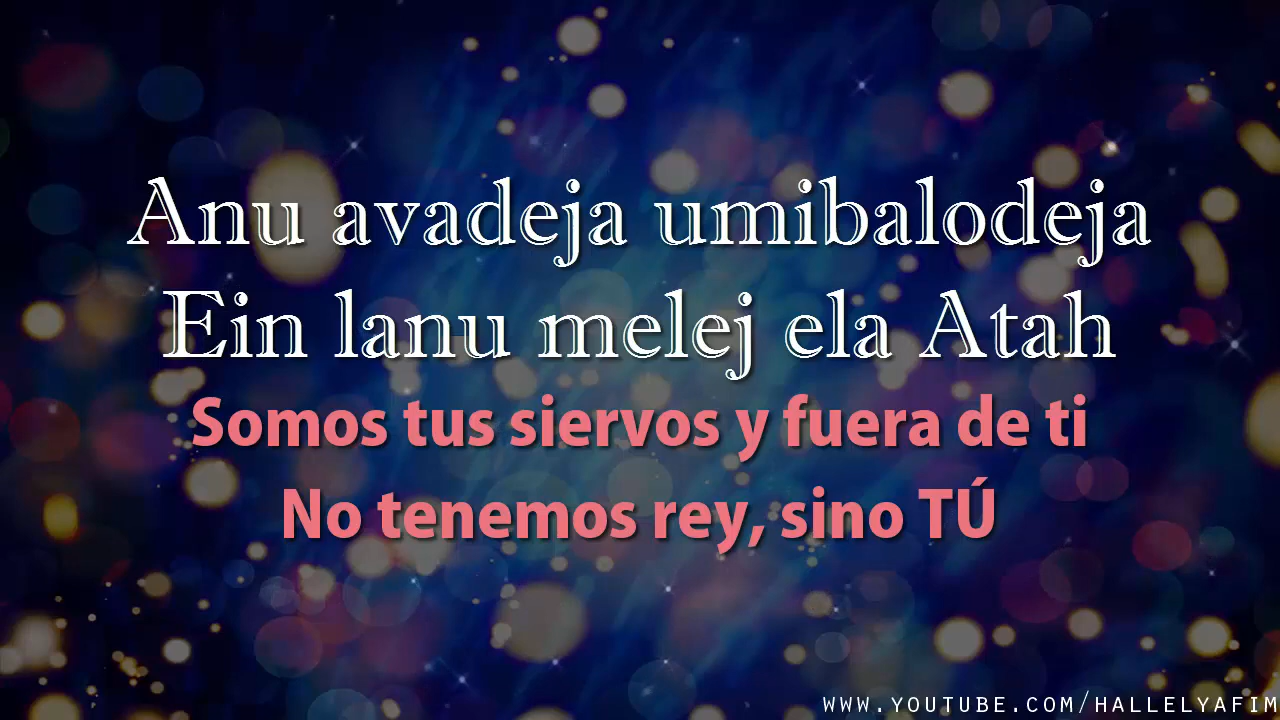 Anu avadeja umibalodeja
Ein lanu melej ela Atah
Somos tus siervos y fuera de ti
No tenemos rey, sino TÚ
WWW.YOUTUBE.COM/HALLELYAFIM